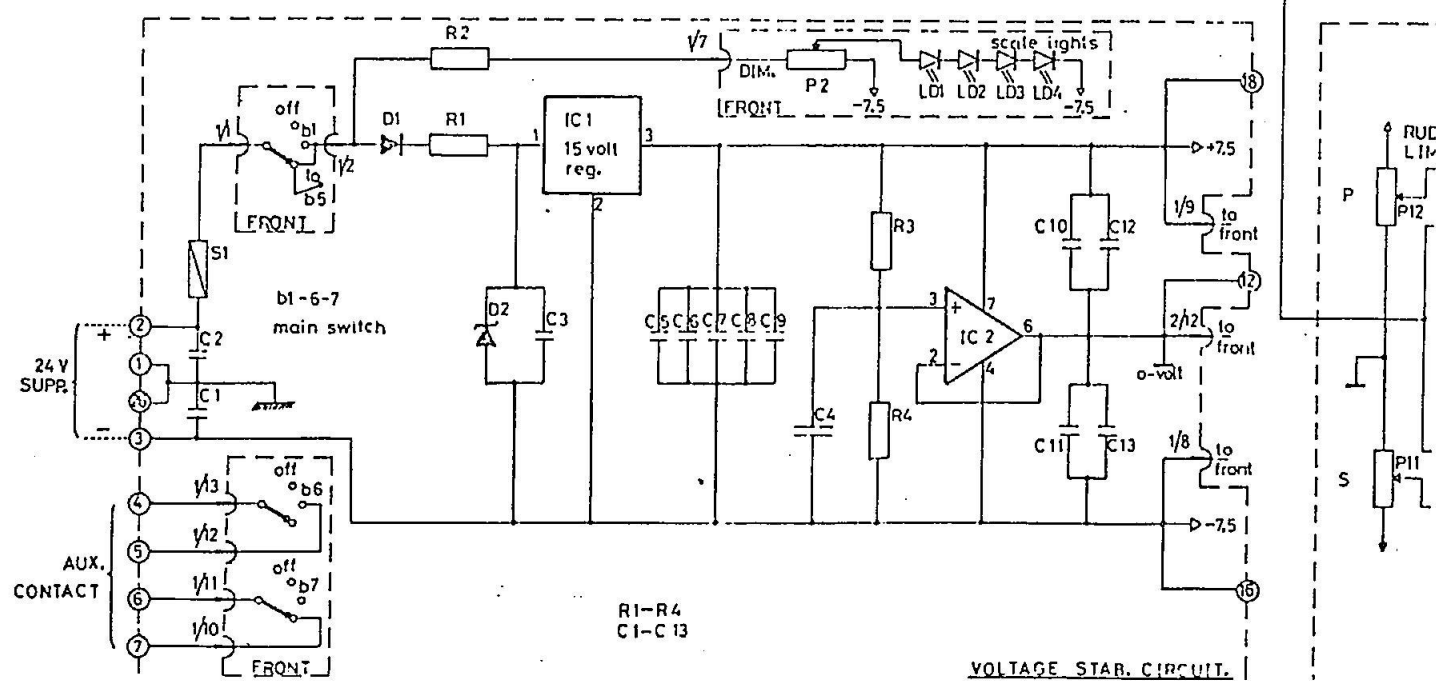 R2
1/7
scale lights
DIM.
P2
LD1 LD2 LD3 LD4
-7.5
-7.5
FRONT
18
off
b1
1/1
1/2
D1
R1
1
IC1
15 volt
reg.
3
2
to
b5
FRONT
+7.5
1/9
to
front
RUD
LIM
P
P12
S1
R3
C10
C12
12
b1-6-7
main switch
2
+
C2
24 V
SUPP.
1
20
C1
-
3
D2
C3
C5 C6 C7 C8 C9
3
+
7
IC 2
6
2
-
4
2/12
to
front
o-volt
C4
R4
C11
C13
1/8
to
front
P11
S
off
b6
4
1/13
5
1/12
AUX.
CONTACT
off
b7
6
1/11
7
1/10
FRONT
-7.5
16
R1-R4
C1-C13
VOLTAGE STAB. CIRCUIT.